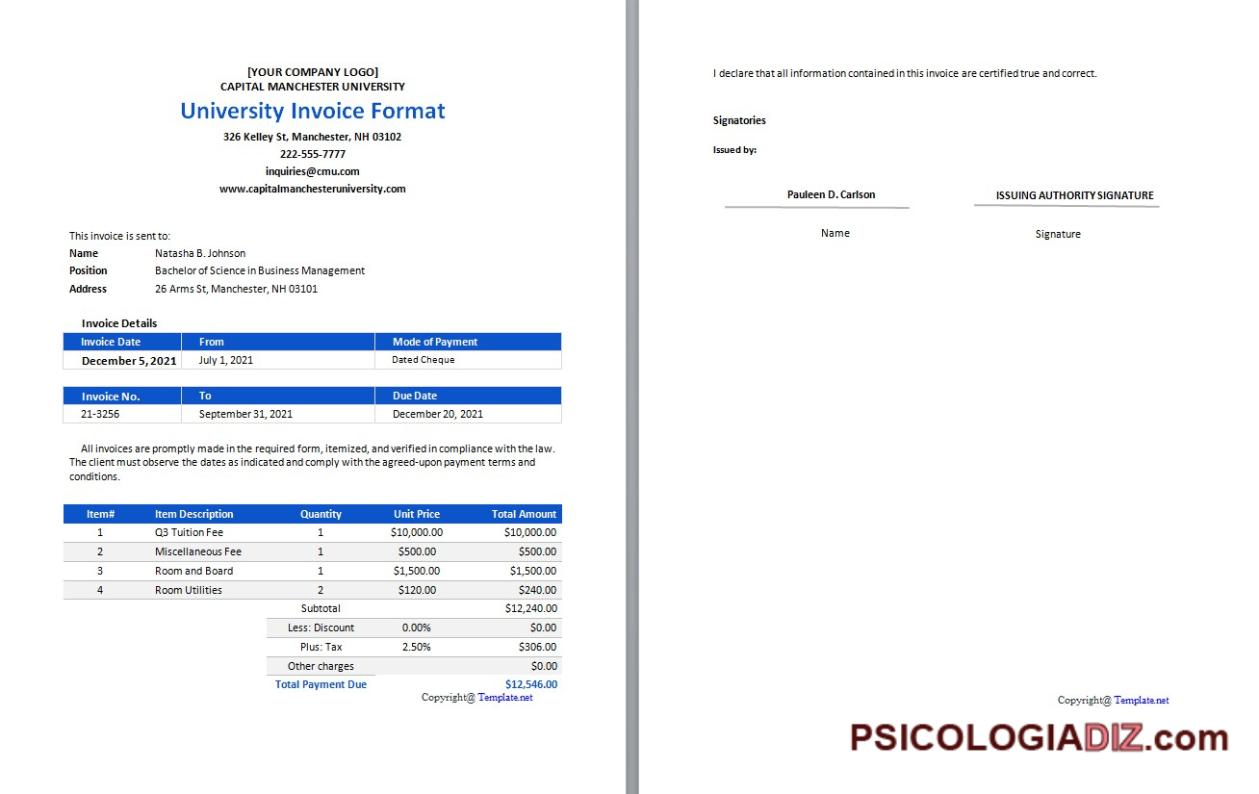 [YOUR COMPANY LOGO]
CAPITAL MANCHESTER UNIVERSITY
University Invoice Format
326 Kelley St, Manchester, NH 03102
222-555-7777
inquiries@cmu.com
www.capitalmanchesteruniversity.com
This invoice is sent to:
Name Natasha B. Johnson
Position Bachelor of Science in Business Management
Address 26 Arms St, Manchester, NH 03101
Invoice Details
Invoice Date From Mode of Payment
December 5, 2021 July 1, 2021 Dated Cheque
Invoice No. To Due Date
21-3256 September 31, 2021 December 20, 2021
All invoices are promptly made in the required form, itemized, and verified in compliance with the law.
The client must observe the dates as indicated and comply with the agreed-upon payment terms and
conditions.
Item# Item Description Quantity Unit Price Total Amount
1 Q3 Tuition Fee 1 $10,000.00 $10,000.00
2 Miscellaneous Fee 1 $500.00 $500.00
3 Room and Board 1 $1,500.00 $1,500.00
4 Room Utilities 2 $120.00 $240.00
Subtotal $12,240.00
Less: Discount 0.00% $0.00
Plus: Tax 2.50% $306.00
Other charges $0.00
Total Payment Due $12,546.00
Copyright@ Template.net
I declare that all information contained in this invoice are certified true and correct.
Signatories
Issued by:
Pauleen D. Carlson ISSUING AUTHORITY SIGNATURE
Name Signature
Copyright@ Template.net
PSICOLOGIADIZ.com